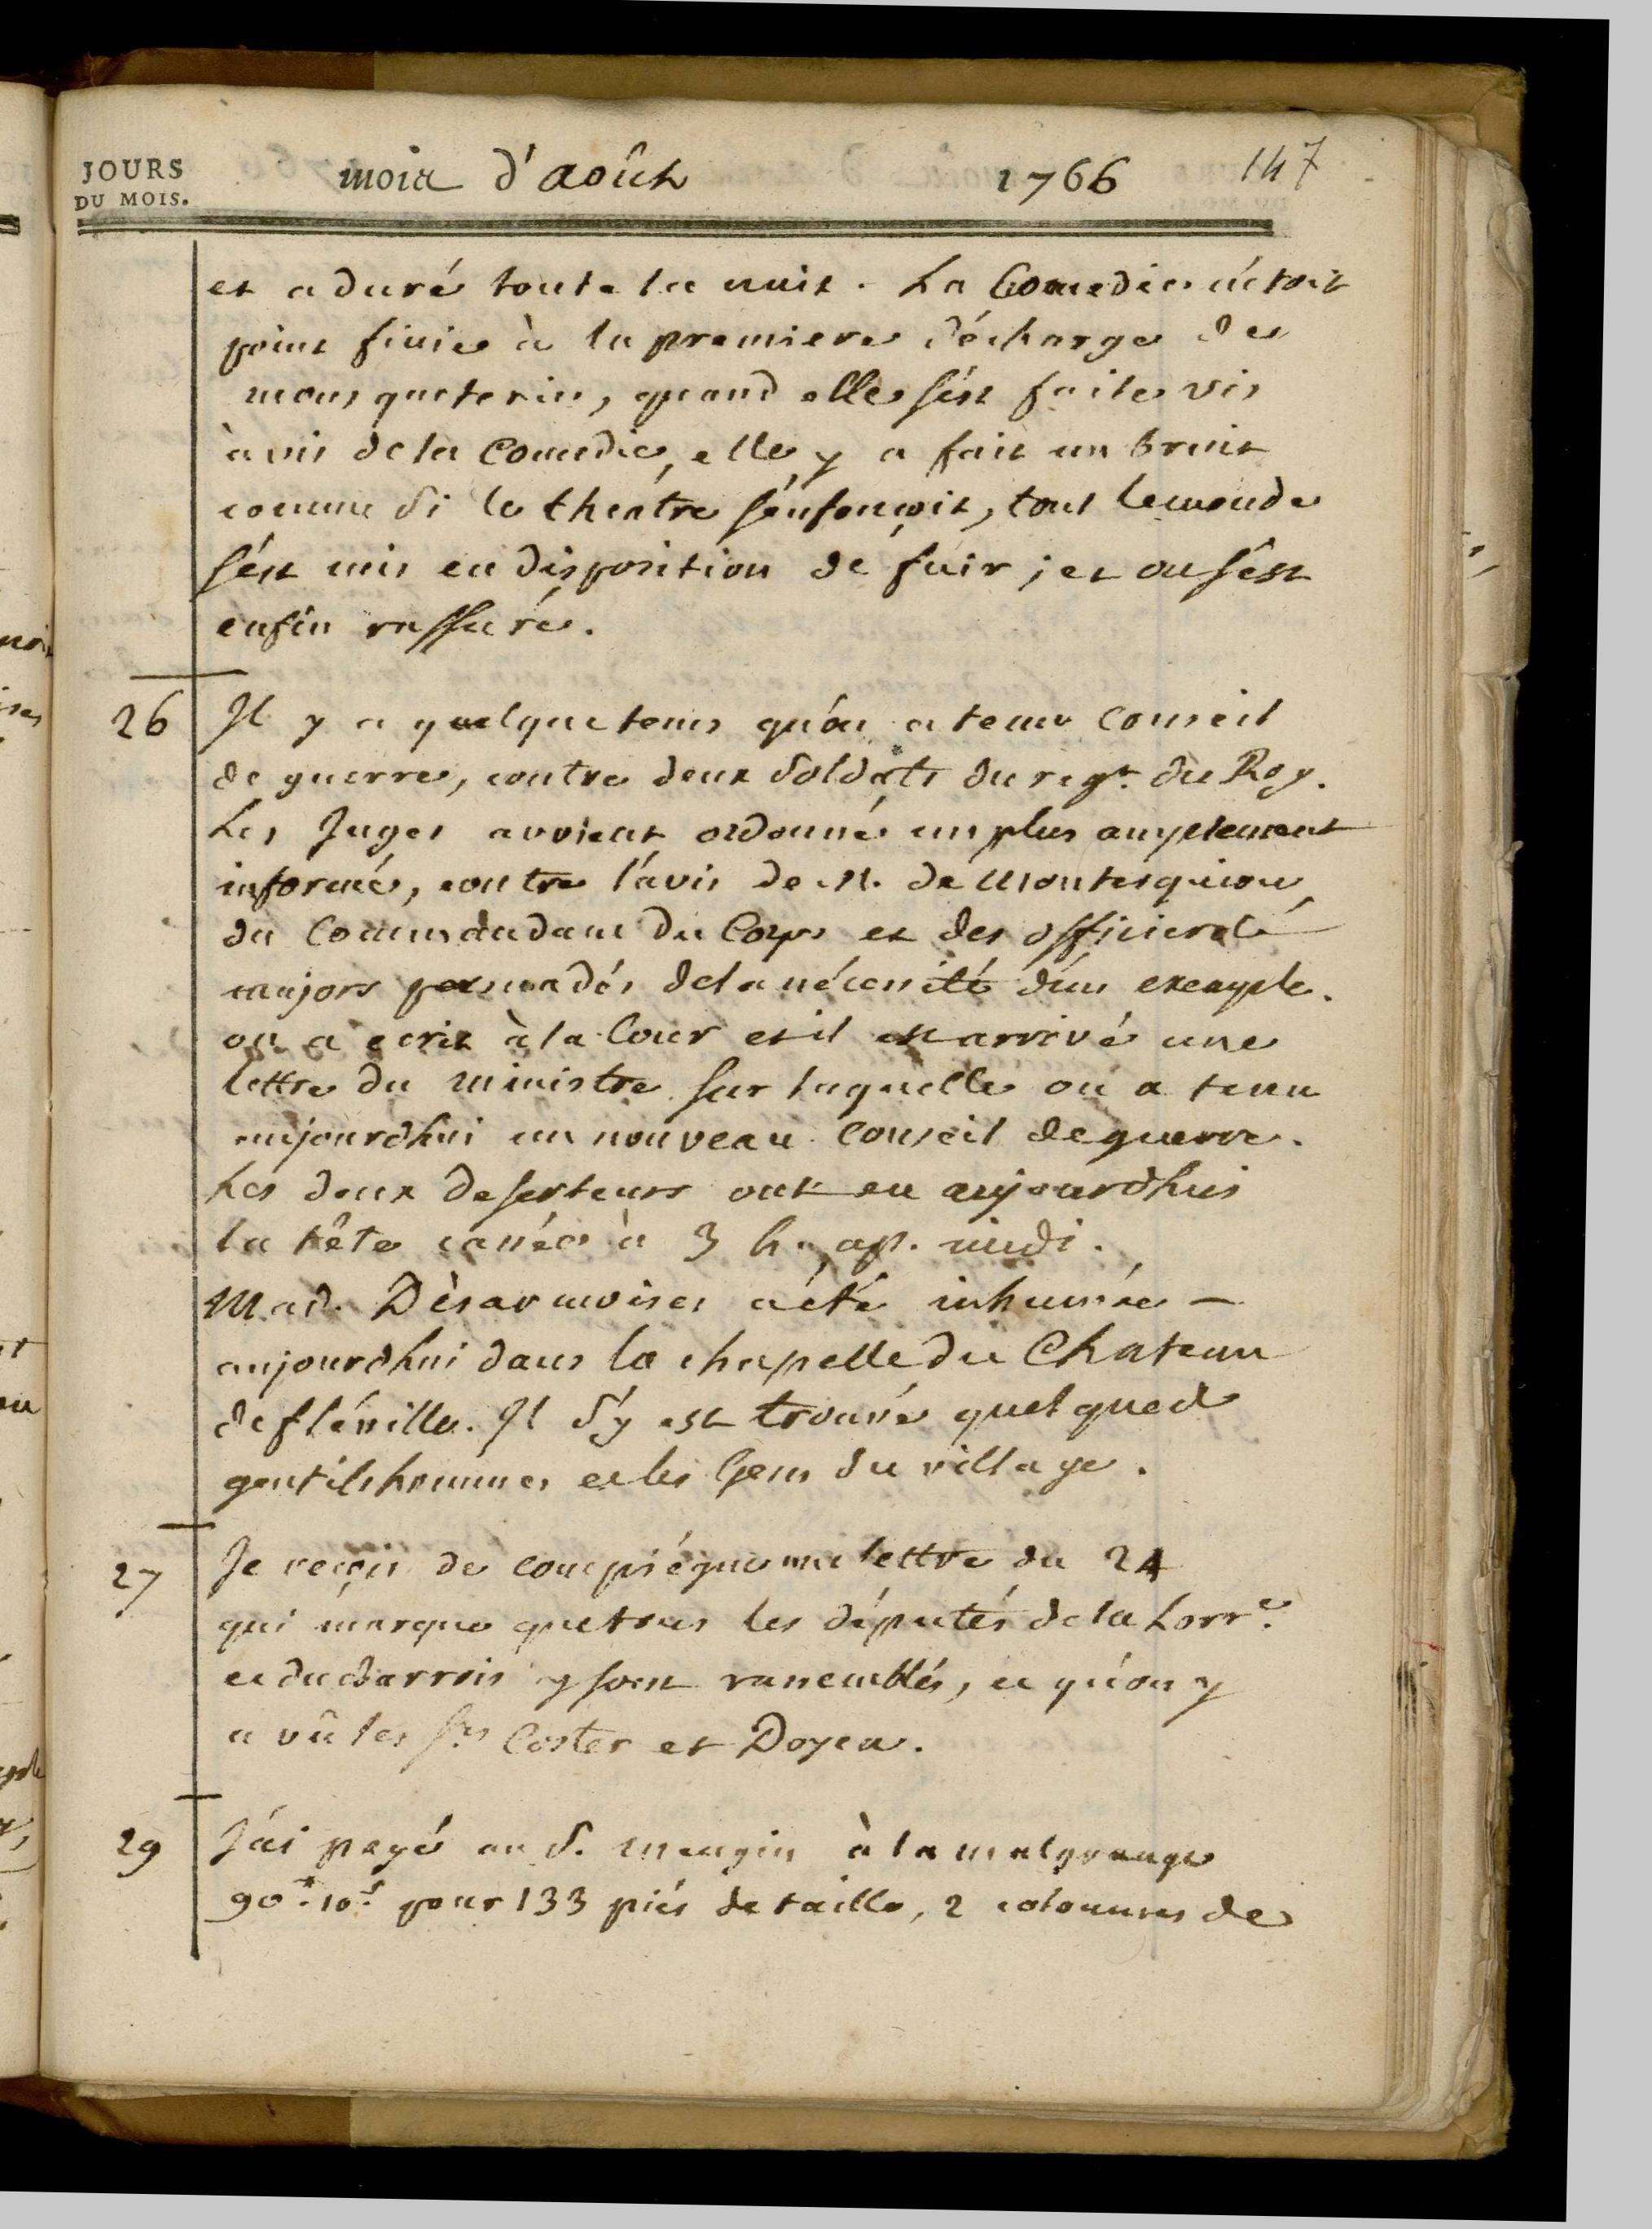 JOURS
DU MOIS.
mois d'août 1766 147
et a duré toute la nuit. La Comedie n'étoit
point finie à la premiere décharge de
mousqueterie, quand elle s'est faite vis
à vis de la Comedie, elle y a fait un bruit
comme si le theâtre s'enfonçoit, tout le monde
s'est mis en disposition de fuir ; et on s'est
enfin rassuré.
26 Il y a quelque tems qu'on a tenu conseil
de guerre, contre deux soldats du regt. du Roy.
Les Juges avoient ordonné un plus amplement
informé, contre l'avis de M. de Montesquiou,
du Commandant du Corps et des officiers
majors persuadés de la nécessité d'un exemple.
on a ecrit à la Cour et il est arrivé une
lettre du ministre sur laquelle on a tenu
aujourdhui un nouveau Conseil de guerre.
Les deux deserteurs ont eu aujourdhui
la tête cassée à 3 h. ap. midi.
Mad. Dèsarmoises a été inhumée -
aujourdhui dans la chapelle du Chateau
de fléville. Il s'y est trouvé quelques
gentilshommes et les Gens du village.
27 Je reçois de compiégne une lettre du 24
qui marque que tous les députés de la Lorre.
et du Barrois y sont rassemblés, et qu'on y
a vû les Srs Coster et Doyen.
29 J'ai payé au S. mengin à la malgrange
90#. 10s. pour 133 piés de taille, 2 colonnes de